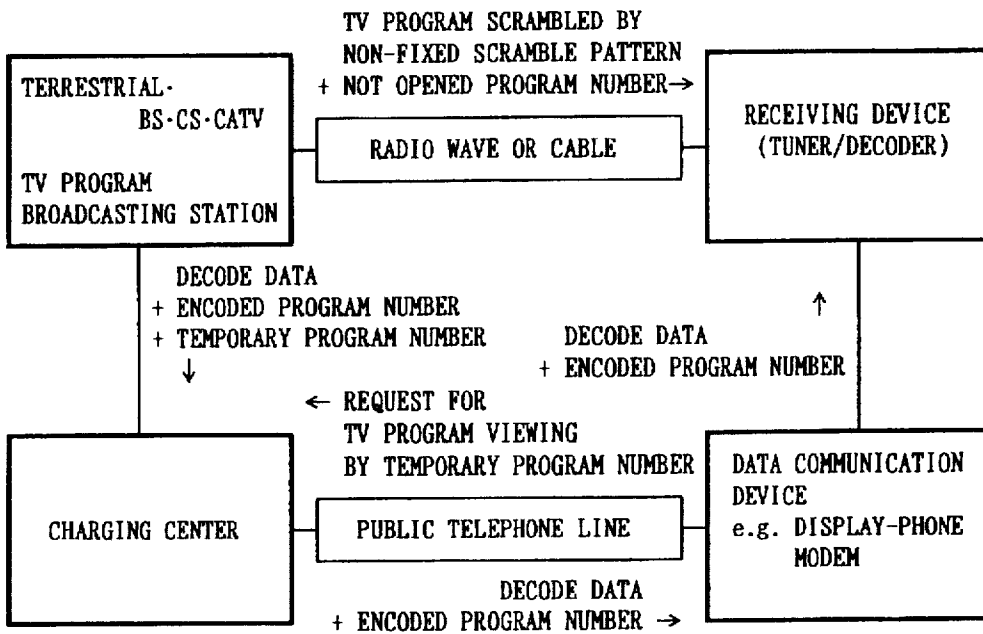 TV PROGRAM SCRAMBLED BY
NON-FIXED SCRAMBLE PATTERN
+ NOT OPENED PROGRAM NUMBER→
TERRESTRIAL·
BS·CS·CATV
TV PROGRAM
BROADCASTING STATION
RADIO WAVE OR CABLE
RECEIVING DEVICE
(TUNER/DECODER)
DECODE DATA
+ ENCODED PROGRAM NUMBER
+ TEMPORARY PROGRAM NUMBER
↓
↑
DECODE DATA
+ ENCODED PROGRAM NUMBER
← REQUEST FOR
TV PROGRAM VIEWING
BY TEMPORARY PROGRAM NUMBER
CHARGING CENTER
PUBLIC TELEPHONE LINE
DATA COMMUNICATION
DEVICE
e.g. DISPLAY-PHONE
MODEM
DECODE DATA
+ ENCODED PROGRAM NUMBER →